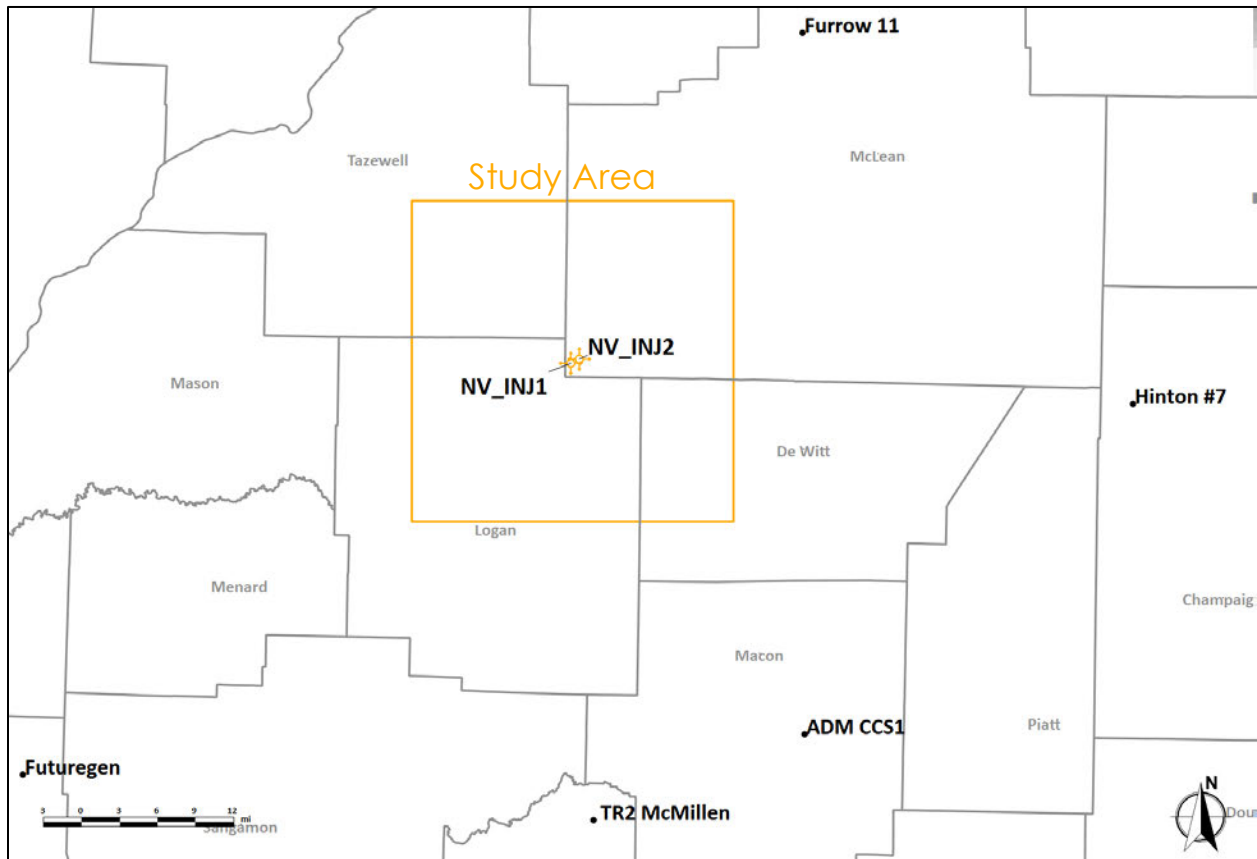 Furrow 11
Tazewell
McLean
Study Area
NV_INJ2
NV_INJ1
Mason
Hinton #7
De Witt
Logan
Menard
Champaig
Macon
Piatt
ADM CCS1
Futuregen
N
3 0 3 6 9 12
mi
TR2 McMillen
Dou
Sangamon